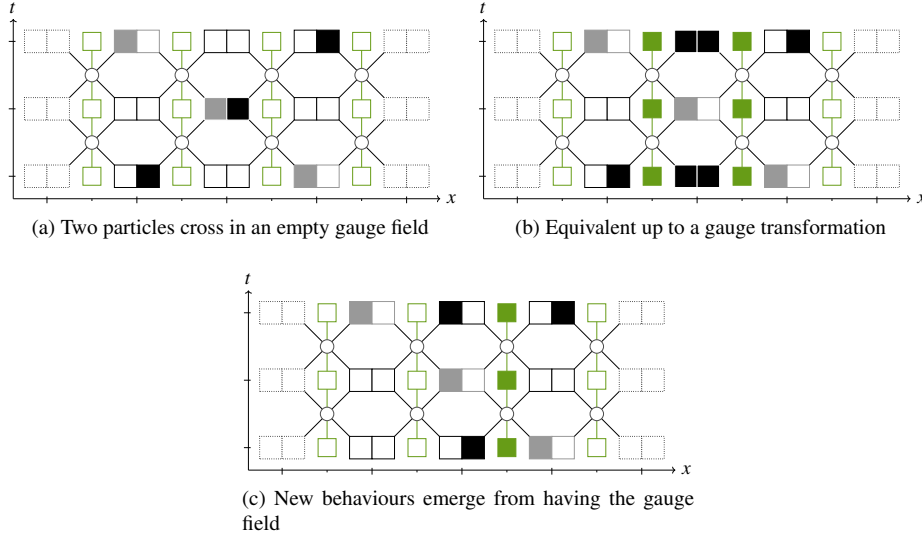 t
t
x
x
(a) Two particles cross in an empty gauge field
(b) Equivalent up to a gauge transformation
t
x
(c) New behaviours emerge from having the gauge
field